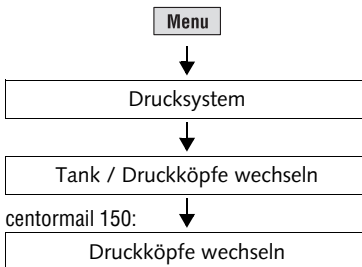 Menu
Drucksystem
Tank / Druckköpfe wechseln
centormail 150:
Druckköpfe wechseln